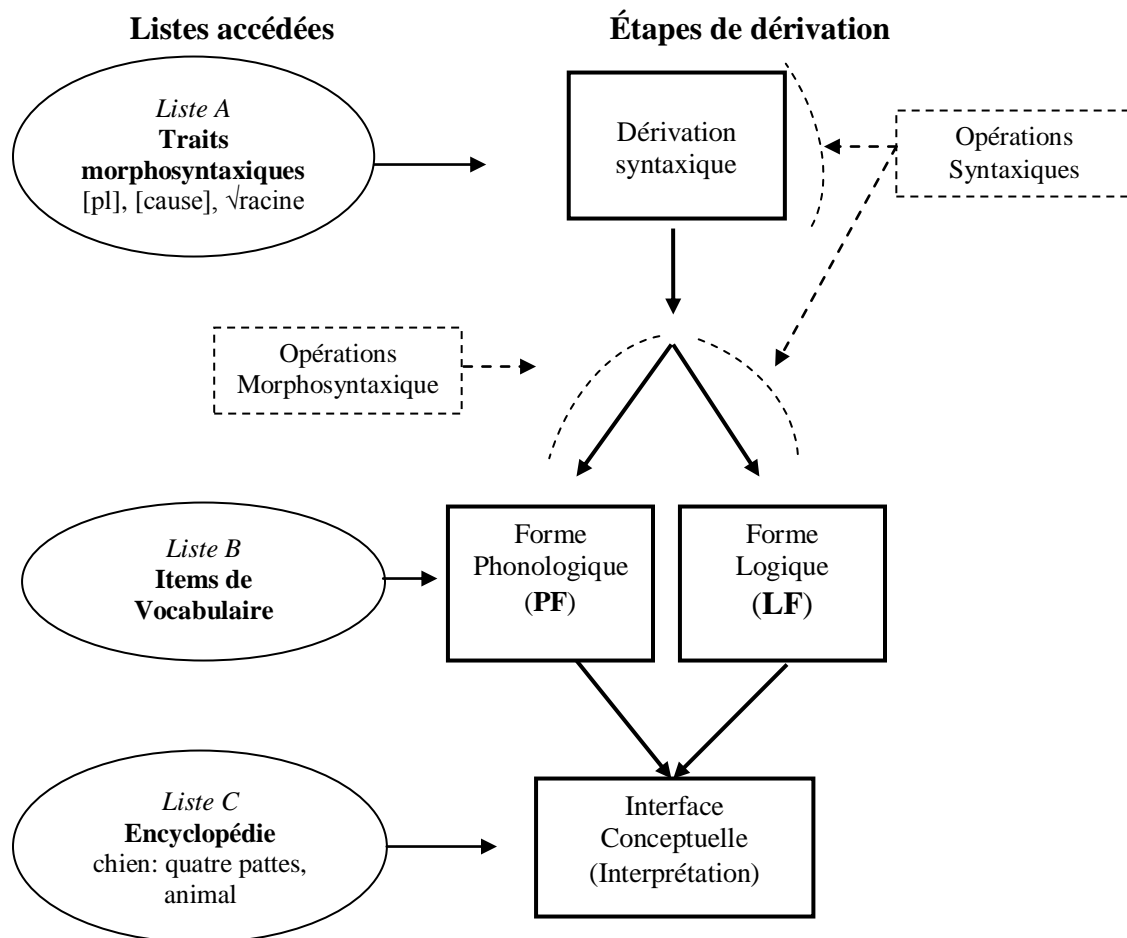 Listes accédées
Étapes de dérivation
Liste A
Traits
morphosyntaxiques
[pl], [cause], √racine
Dérivation
syntaxique
Opérations
Syntaxiques
Opérations
Morphosyntaxique
Liste B
Items de
Vocabulaire
Forme
Phonologique
(PF)
Forme
Logique
(LF)
Liste C
Encyclopédie
chien: quatre pattes,
animal
Interface
Conceptuelle
(Interprétation)